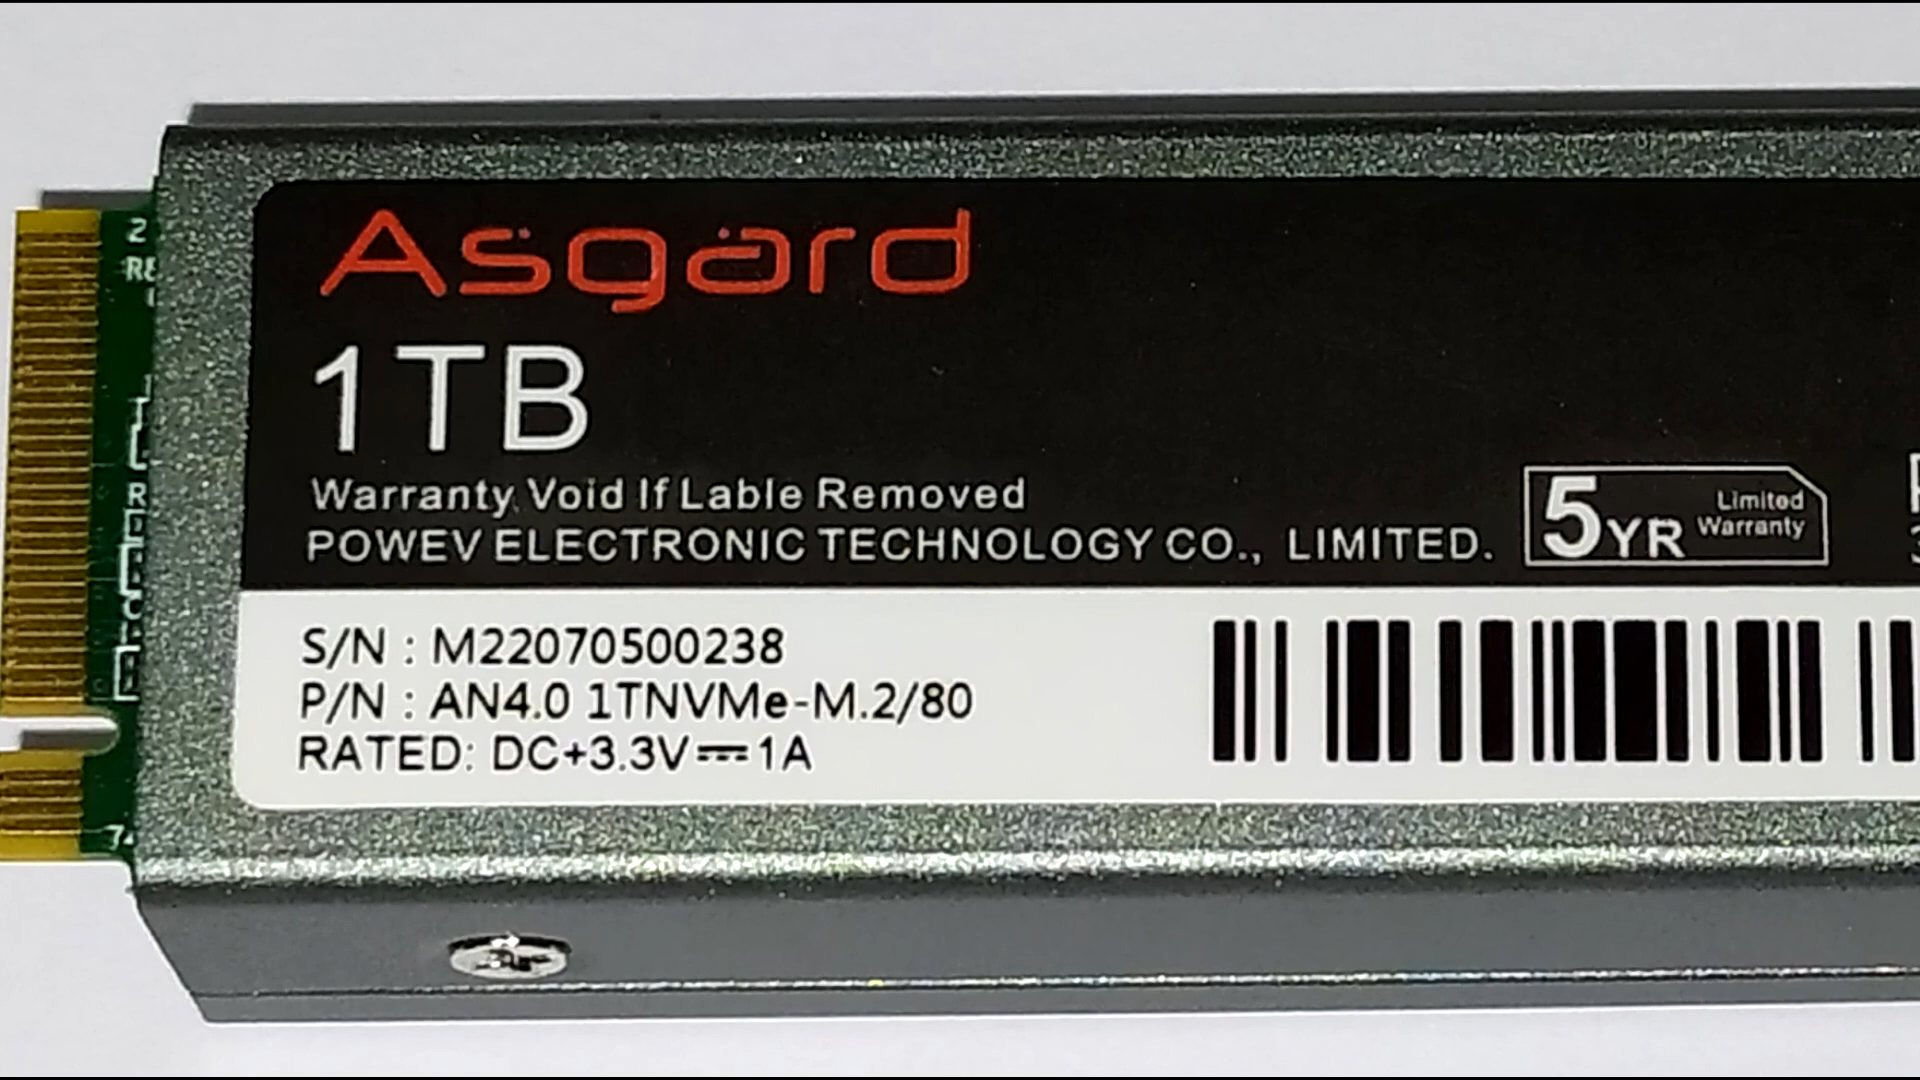 Asgard
1TB
Warranty Void If Lable Removed
POWEV ELECTRONIC TECHNOLOGY CO., LIMITED.
5YR Limited Warranty
S/N : M22070500238
P/N : AN4.0 1TNVMe-M.2/80
RATED: DC+3.3V⎓1A